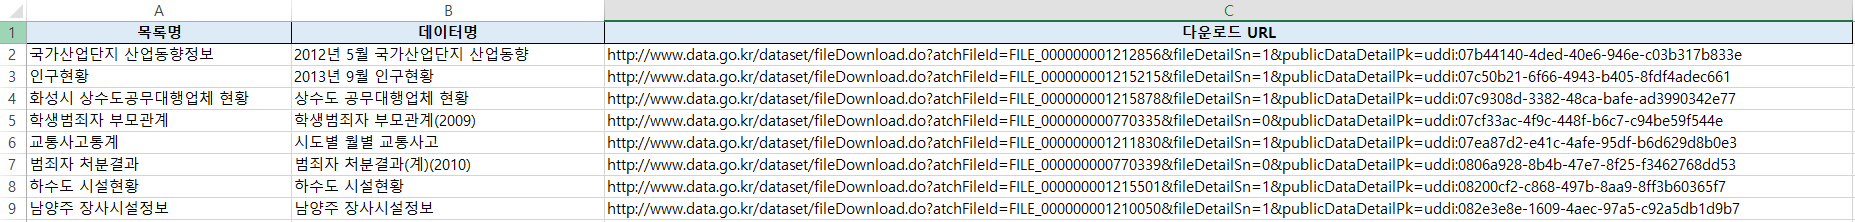 A B C
1 목록명 데이터명 다운로드 URL
2 국가산업단지 산업동향정보 2012년 5월 국가산업단지 산업동향 http://www.data.go.kr/dataset/fileDownload.do?atchFileId=FILE_000000001212856&fileDetailSn=1&publicDataDetailPk=uddi:07b44140-4ded-40e6-946e-c03b317b833e
3 인구현황 2013년 9월 인구현황 http://www.data.go.kr/dataset/fileDownload.do?atchFileId=FILE_000000001215215&fileDetailSn=1&publicDataDetailPk=uddi:07c50b21-6f66-4943-b405-8fdf4adec661
4 화성시 상수도공무대행업체 현황 상수도 공무대행업체 현황 http://www.data.go.kr/dataset/fileDownload.do?atchFileId=FILE_000000001215878&fileDetailSn=1&publicDataDetailPk=uddi:07c9308d-3382-48ca-bafe-ad3990342e77
5 학생범죄자 부모관계 학생범죄자 부모관계(2009) http://www.data.go.kr/dataset/fileDownload.do?atchFileId=FILE_000000000770335&fileDetailSn=0&publicDataDetailPk=uddi:07cf33ac-4f9c-448f-b6c7-c94be59f544e
6 교통사고통계 시도별 월별 교통사고 http://www.data.go.kr/dataset/fileDownload.do?atchFileId=FILE_000000001211830&fileDetailSn=1&publicDataDetailPk=uddi:07ea87d2-e41c-4afe-95df-b6d629d8b0e3
7 범죄자 처분결과 범죄자 처분결과(계)(2010) http://www.data.go.kr/dataset/fileDownload.do?atchFileId=FILE_000000000770339&fileDetailSn=0&publicDataDetailPk=uddi:0806a928-8b4b-47e7-8f25-f3462768dd53
8 하수도 시설현황 하수도 시설현황 http://www.data.go.kr/dataset/fileDownload.do?atchFileId=FILE_000000001215501&fileDetailSn=1&publicDataDetailPk=uddi:08200cf2-c868-497b-8aa9-8ff3b60365f7
9 남양주 장사시설정보 남양주 장사시설정보 http://www.data.go.kr/dataset/fileDownload.do?atchFileId=FILE_000000001210050&fileDetailSn=1&publicDataDetailPk=uddi:082e3e8e-1609-4aec-97a5-c92a5db1d9b7